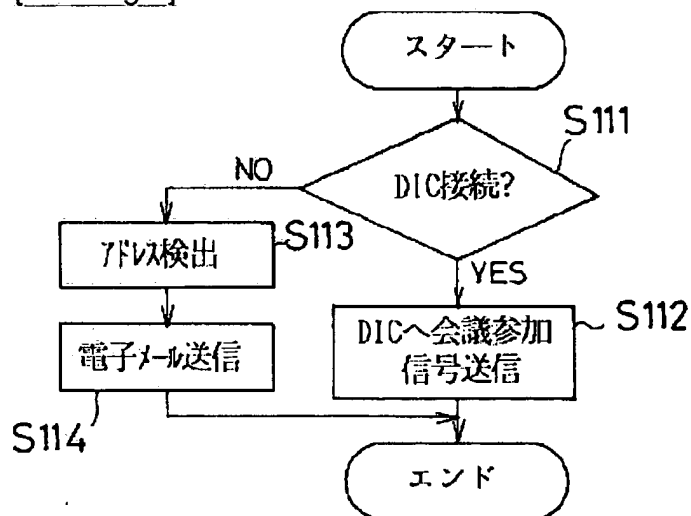 スタート
S111
DIC接続?
NO
YES
アドレス検出
S113
DICへ会議参加
信号送信
S112
電子メール送信
S114
エンド